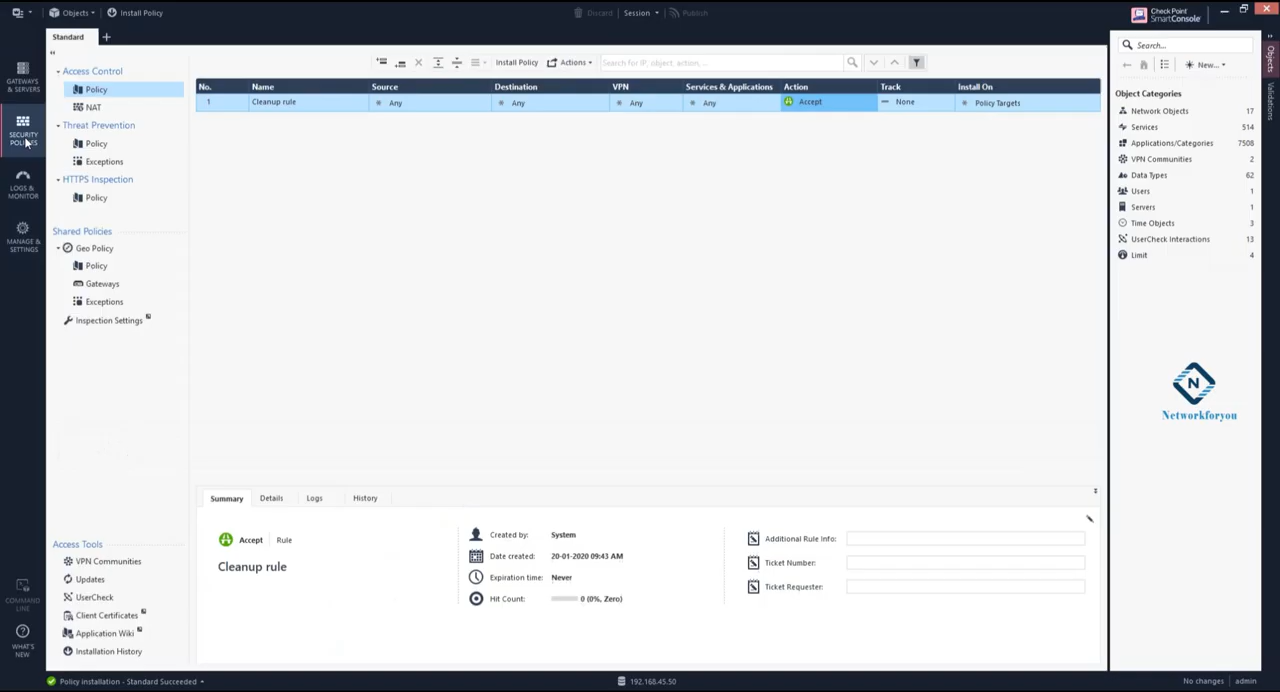 Objects
Install Policy
Discard
Session
Publish
Check Point
SmartConsole
Standard
GATEWAYS
& SERVERS
SECURITY
POLICIES
LOGS &
MONITOR
MANAGE &
SETTINGS
COMMAND
LINE
WHAT'S
NEW
Access Control
Policy
NAT
Threat Prevention
Policy
Exceptions
HTTPS Inspection
Policy
Shared Policies
Geo Policy
Policy
Gateways
Exceptions
Inspection Settings
Access Tools
VPN Communities
Updates
UserCheck
Client Certificates
Application Wiki
Installation History
Install Policy
Actions
Search for IP, object, action, ...
No. Name Source Destination VPN Services & Applications Action Track Install On
1 Cleanup rule Any Any Any Any Accept None Policy Targets
Summary Details Logs History
Accept Rule
Cleanup rule
Created by: System
Date created: 20-01-2020 09:43 AM
Expiration time: Never
Hit Count: 0 (0%, Zero)
Additional Rule Info:
Ticket Number:
Ticket Requester:
Search...
New...
Object Categories
Network Objects 17
Services 514
Applications/Categories 7508
VPN Communities 2
Data Types 62
Users 1
Servers 1
Time Objects 3
UserCheck Interactions 13
Limit 4
N
Networkforyou
Objects
Validations
Policy installation - Standard Succeeded
192.168.45.50
No changes
admin